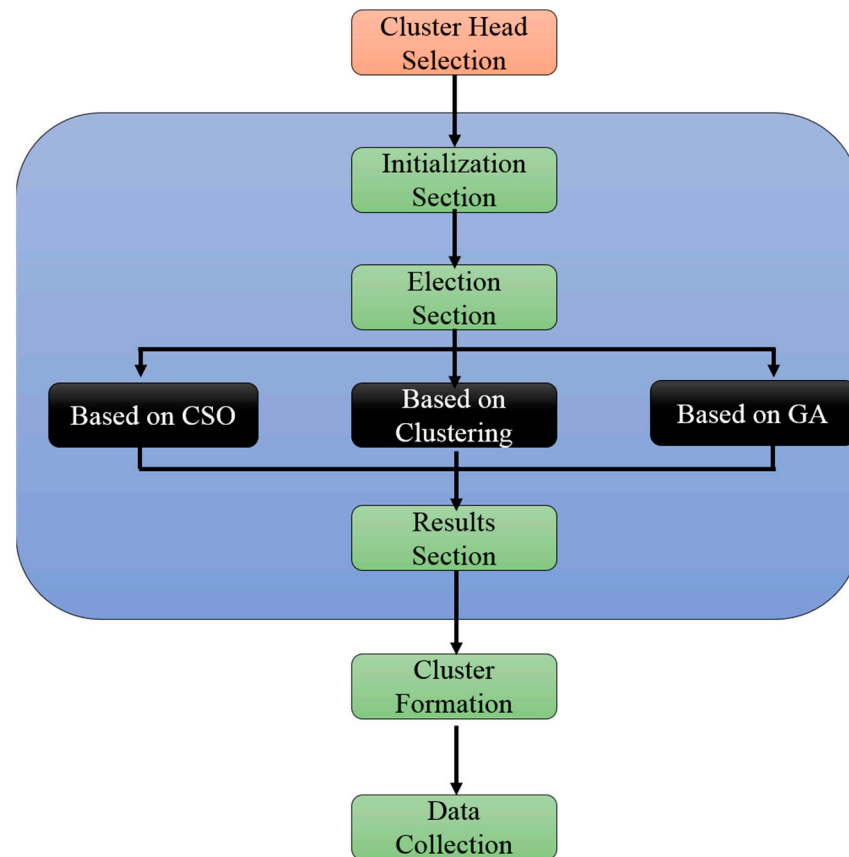 Cluster Head
Selection
Initialization
Section
Election
Section
Based on CSO
Based on
Clustering
Based on GA
Results
Section
Cluster
Formation
Data
Collection